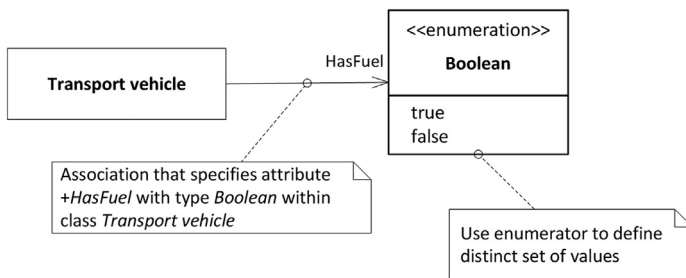 <<enumeration>>
HasFuel
Boolean
Transport vehicle
true
false
Association that specifies attribute
+HasFuel with type Boolean within
class Transport vehicle
Use enumerator to define
distinct set of values